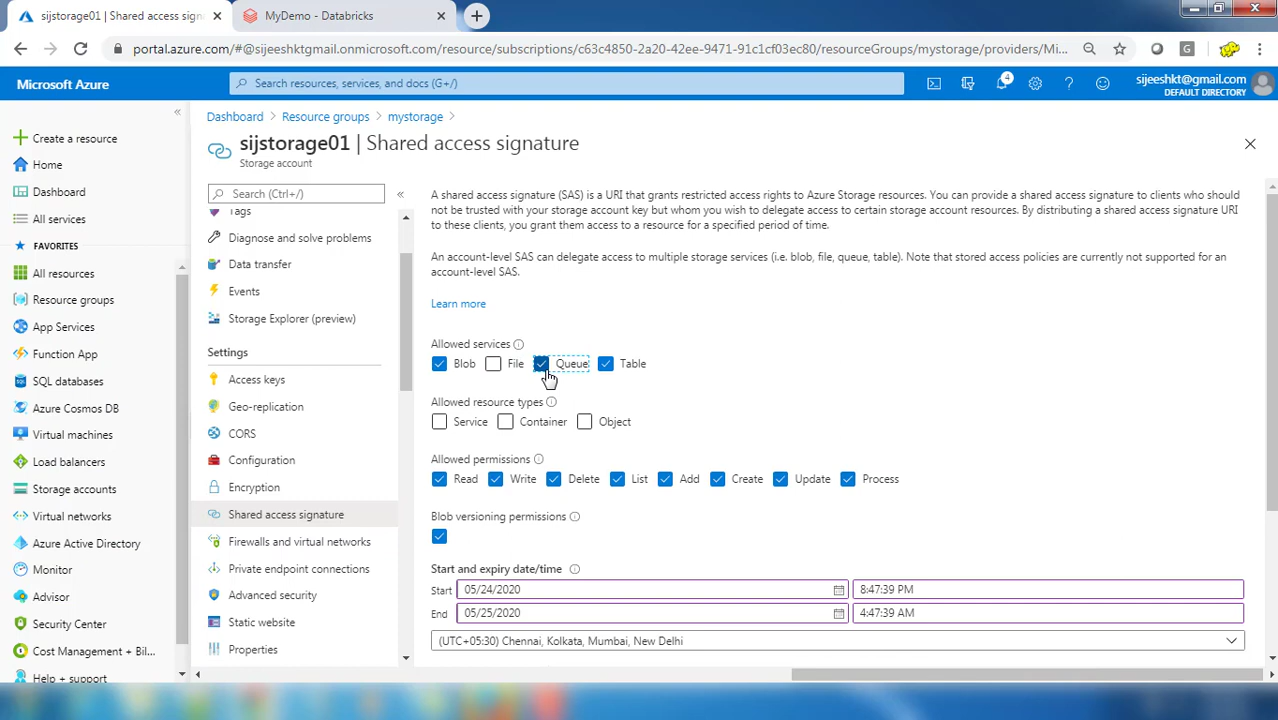 sijstorage01 | Shared access sign
MyDemo - Databricks
portal.azure.com/#@sijeeshktgmail.onmicrosoft.com/resource/subscriptions/c63c4850-2a20-42ee-9471-91c1cf03ec80/resourceGroups/mystorage/providers/Mi...
Microsoft Azure
Search resources, services, and docs (G+/)
4
sijeeshkt@gmail.com
DEFAULT DIRECTORY
Create a resource
Home
Dashboard
All services
FAVORITES
All resources
Resource groups
App Services
Function App
SQL databases
Azure Cosmos DB
Virtual machines
Load balancers
Storage accounts
Virtual networks
Azure Active Directory
Monitor
Advisor
Security Center
Cost Management + Bil...
Help + support
Dashboard > Resource groups > mystorage >
sijstorage01 | Shared access signature
Storage account
Search (Ctrl+/)
Tags
Diagnose and solve problems
Data transfer
Events
Storage Explorer (preview)
Settings
Access keys
Geo-replication
CORS
Configuration
Encryption
Shared access signature
Firewalls and virtual networks
Private endpoint connections
Advanced security
Static website
Properties
A shared access signature (SAS) is a URI that grants restricted access rights to Azure Storage resources. You can provide a shared access signature to clients who should
not be trusted with your storage account key but whom you wish to delegate access to certain storage account resources. By distributing a shared access signature URI
to these clients, you grant them access to a resource for a specified period of time.
An account-level SAS can delegate access to multiple storage services (i.e. blob, file, queue, table). Note that stored access policies are currently not supported for an
account-level SAS.
Learn more
Allowed services
Blob File Queue Table
Allowed resource types
Service Container Object
Allowed permissions
Read Write Delete List Add Create Update Process
Blob versioning permissions
Start and expiry date/time
Start 05/24/2020 8:47:39 PM
End 05/25/2020 4:47:39 AM
(UTC+05:30) Chennai, Kolkata, Mumbai, New Delhi